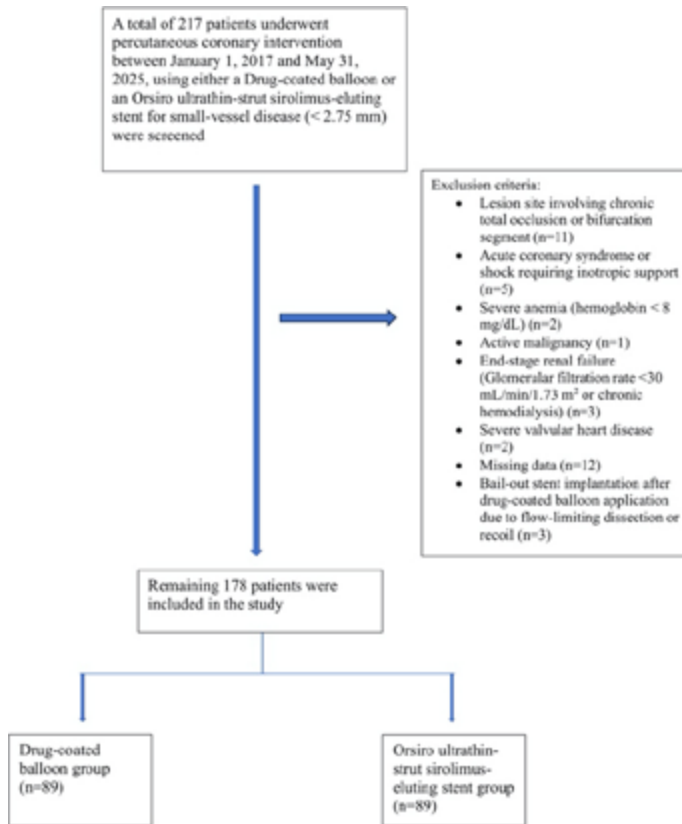 A total of 217 patients underwent
percutaneous coronary intervention
between January 1, 2017 and May 31,
2025, using either a Drug-coated balloon or
an Orsiro ultrathin-strut sirolimus-eluting
stent for small-vessel disease (< 2.75 mm)
were screened
Exclusion criteria:
• Lesion site involving chronic
total occlusion or bifurcation
segment (n=11)
• Acute coronary syndrome or
shock requiring inotropic support
(n=5)
• Severe anemia (hemoglobin < 8
mg/dL) (n=2)
• Active malignancy (n=1)
• End-stage renal failure
(Glomerular filtration rate <30
mL/min/1.73 m² or chronic
hemodialysis) (n=3)
• Severe valvular heart disease
(n=2)
• Missing data (n=12)
• Bail-out stent implantation after
drug-coated balloon application
due to flow-limiting dissection or
recoil (n=3)
Remaining 178 patients were
included in the study
Drug-coated
balloon group
(n=89)
Orsiro ultrathin-
strut sirolimus-
eluting stent group
(n=89)